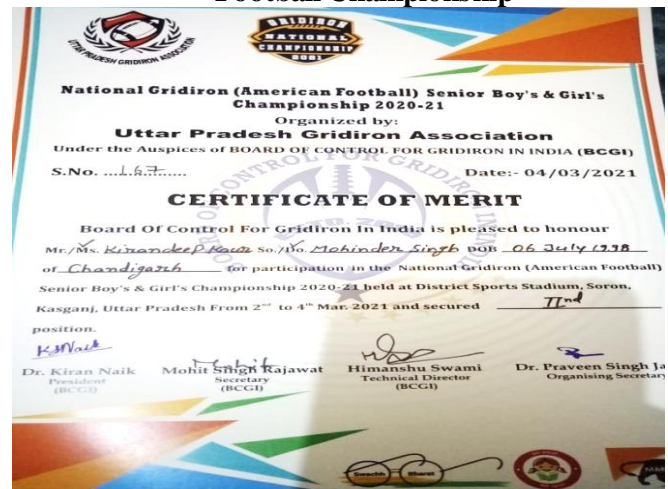 Football Championship
UTTAR PRADESH GRIDIRON ASSOCIATION
GRIDIRON
NATIONAL
CHAMPIONSHIP
National Gridiron (American Football) Senior Boy's & Girl's
Championship 2020-21
Organized by:
Uttar Pradesh Gridiron Association
Under the Auspices of BOARD OF CONTROL FOR GRIDIRON IN INDIA (BCGI)
S.No. ....167...... Date:- 04/03/2021
CERTIFICATE OF MERIT
Board Of Control For Gridiron In India is pleased to honour
Mr./Ms. Kirandeep Kaur So./Do. Mohinder Singh DOB 06 July 1998
of Chandigarh for participation in the National Gridiron (American Football)
Senior Boy's & Girl's Championship 2020-21 held at District Sports Stadium, Soron,
Kasganj, Uttar Pradesh From 2nd to 4th Mar. 2021 and secured IInd
position.
Dr. Kiran Naik Mohit Singh Rajawat Himanshu Swami Dr. Praveen Singh
President Secretary Technical Director Organising Secretary
(BCGI) (BCGI) (BCGI)
Swachh Bharat